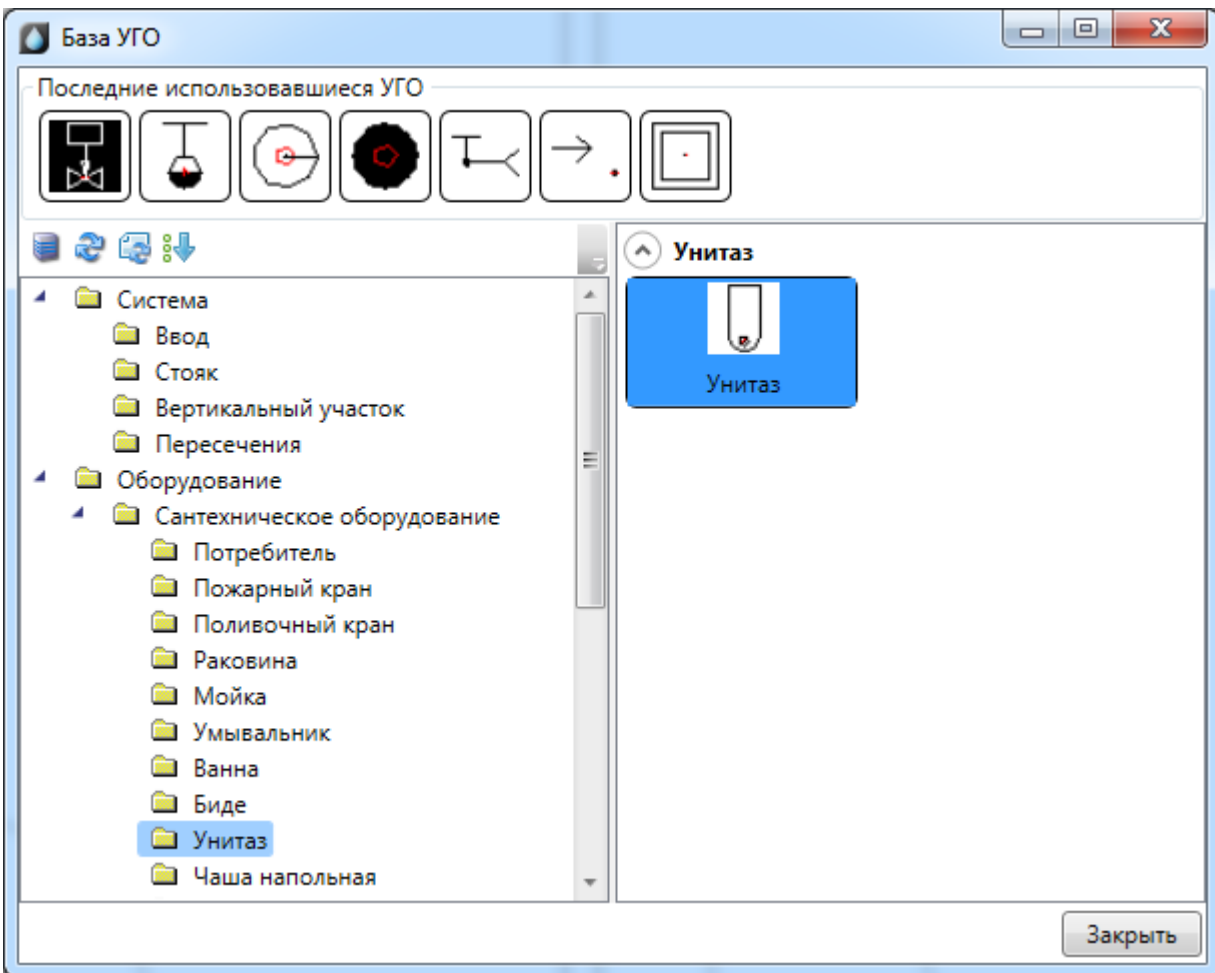 База УГО
Последние использовавшиеся УГО
Система
Ввод
Стояк
Вертикальный участок
Пересечения
Оборудование
Сантехническое оборудование
Потребитель
Пожарный кран
Поливочный кран
Раковина
Мойка
Умывальник
Ванна
Биде
Унитаз
Чаша напольная
Унитаз
Унитаз
Закрыть